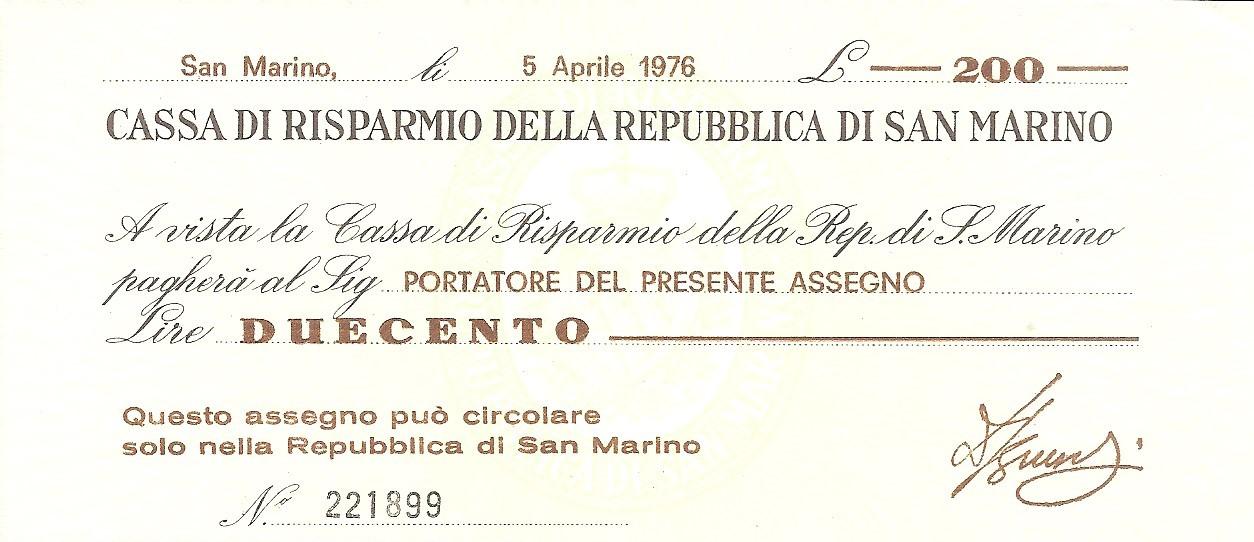 San Marino, li 5 Aprile 1976 £ — 200 —
CASSA DI RISPARMIO DELLA REPUBBLICA DI SAN MARINO
A vista la Cassa di Risparmio della Rep. di S. Marino
pagherà al Sig. PORTATORE DEL PRESENTE ASSEGNO
Lire DUECENTO
Questo assegno può circolare
solo nella Repubblica di San Marino
N.º 221899